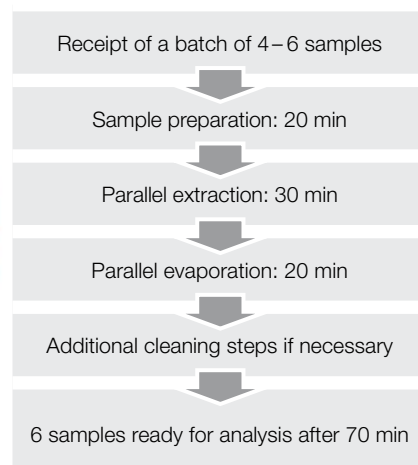 Receipt of a batch of 4–6 samples
Sample preparation: 20 min
Parallel extraction: 30 min
Parallel evaporation: 20 min
Additional cleaning steps if necessary
6 samples ready for analysis after 70 min